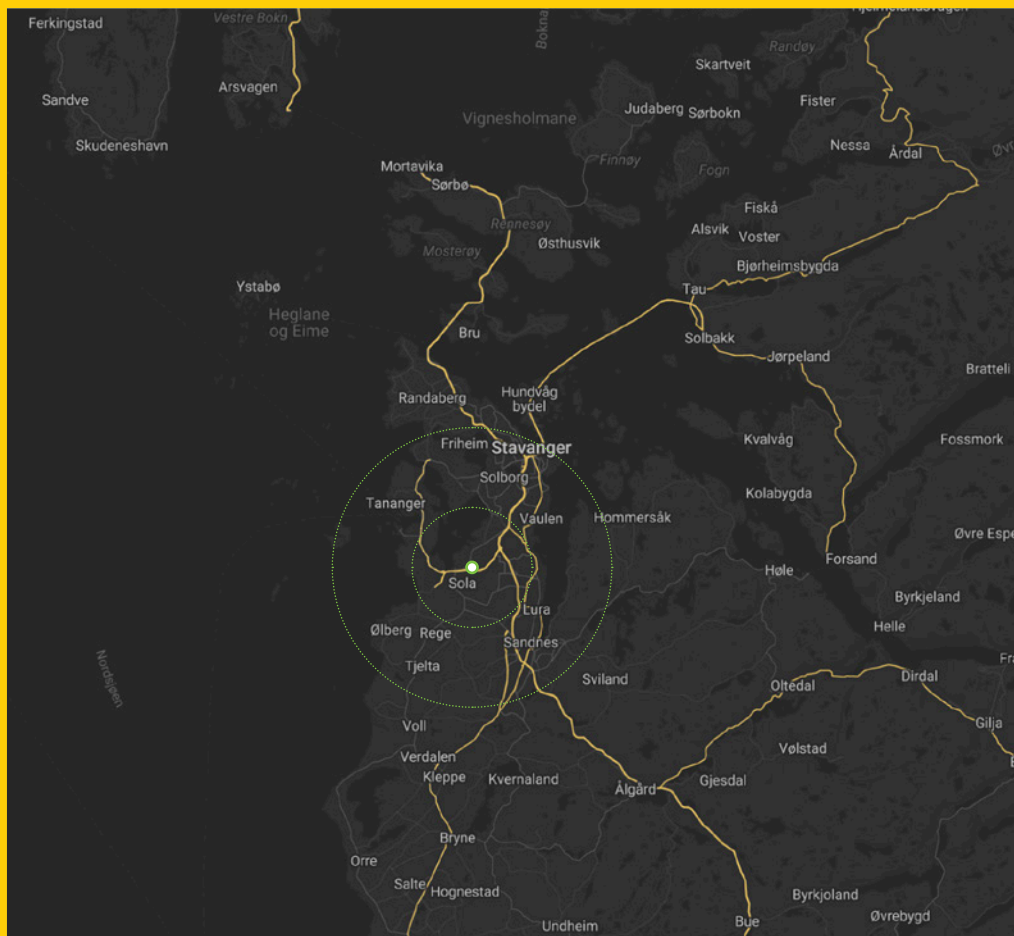 Vestre Bokn
Ferkingstad
Skartveit
Randøy
Arsvagen
Sandve
Judaberg
Sørbokn
Fister
Vignesholmane
Skudeneshavn
Nessa
Årdal
Finnøy
Mortavika
Sørbø
Fogn
Fiskå
Rennesøy
Alsvik
Voster
Østhusvik
Mosterøy
Bjørheimsbygda
Ystabø
Tau
Heglane
og Eime
Bru
Solbakk
Jørpeland
Bratteli
Hundvåg
bydel
Randaberg
Friheim
Stavanger
Kvalvåg
Fossmork
Solborg
Kolabygda
Tananger
Vaulen
Hommersåk
Øvre Espe
Forsand
Høle
Sola
Byrkjeland
Lura
Helle
Ølberg
Rege
Sandnes
Tjelta
Sviland
Nordsjøen
Oltedal
Dirdal
Voll
Gilja
Vølstad
Verdalen
Kleppe
Kvernaland
Gjesdal
Ålgård
Bryne
Orre
Salte
Hognestad
Byrkjoland
Øvrebygd
Undheim
Bue